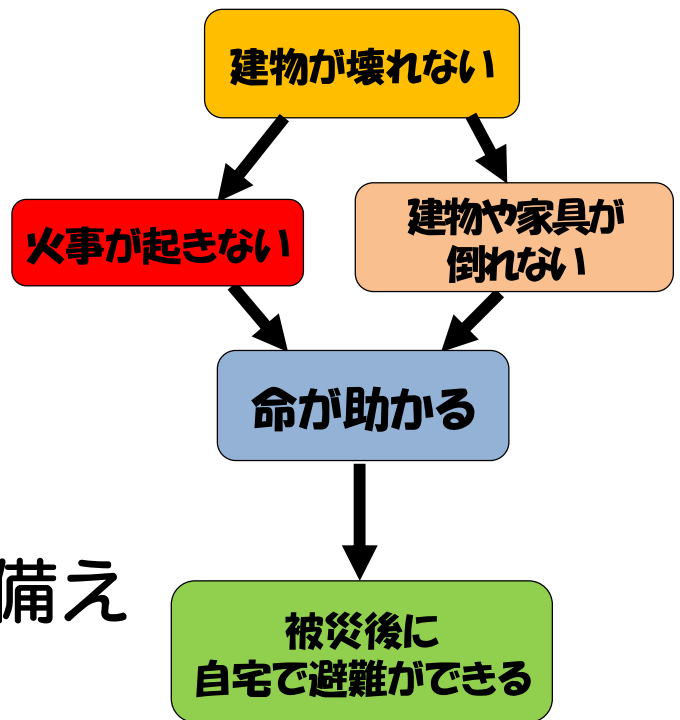 建物が壊れない
火事が起きない
建物や家具が
倒れない
命が助かる
備え
被災後に
自宅で避難ができる